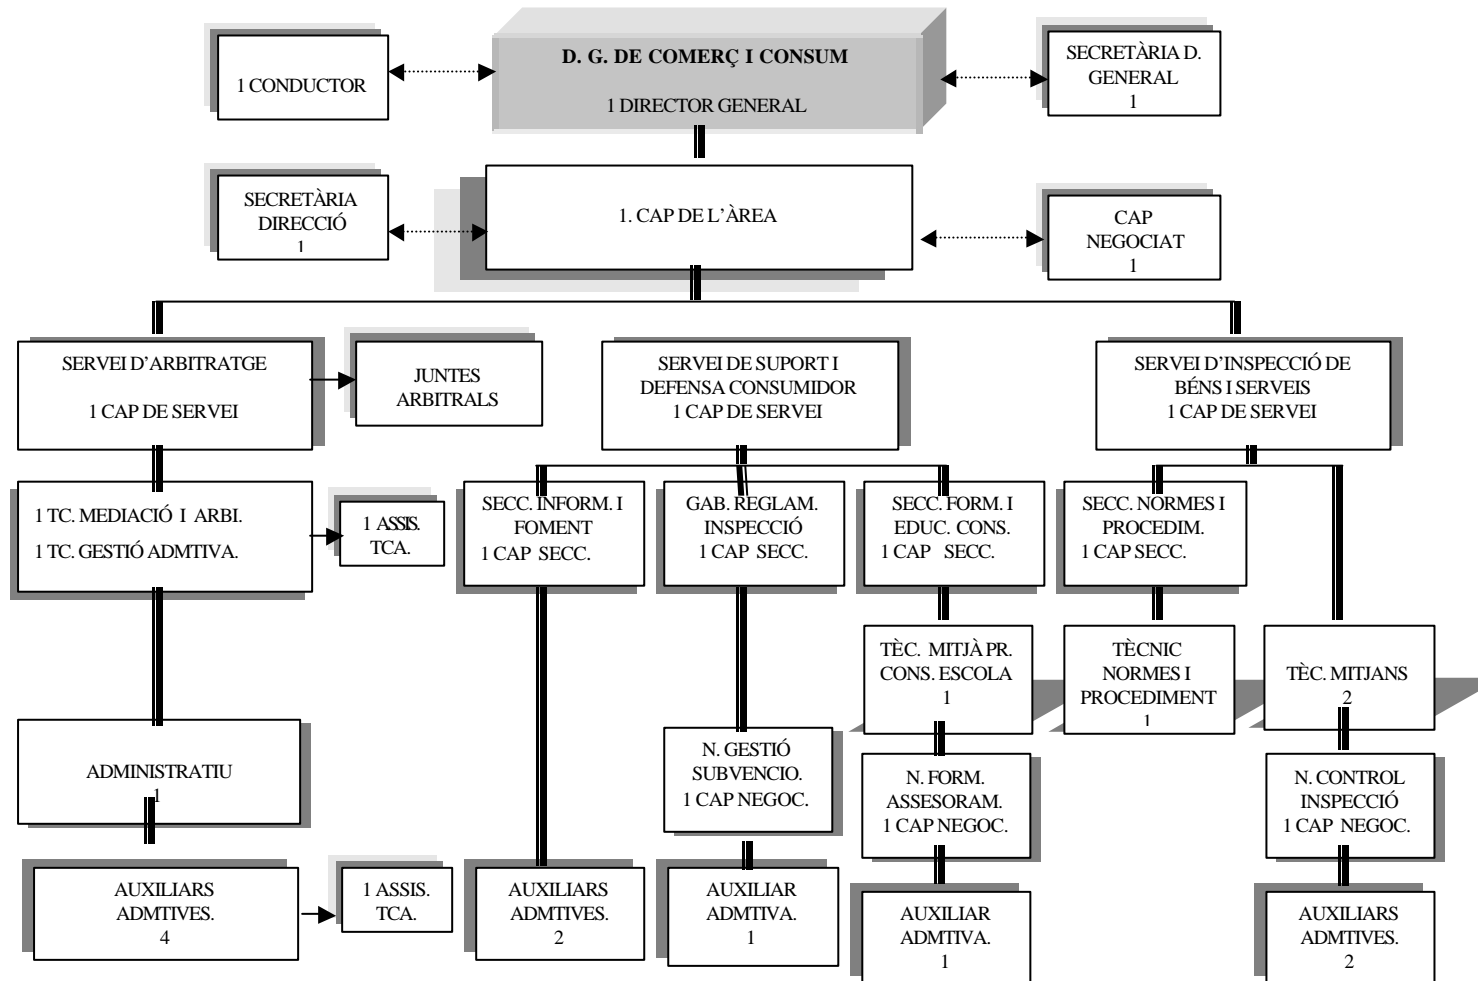 D. G. DE COMERÇ I CONSUM
1 DIRECTOR GENERAL
1 CONDUCTOR
SECRETÀRIA D.
GENERAL
1
SECRETÀRIA
DIRECCIÓ
1
1. CAP DE L'ÀREA
CAP
NEGOCIAT
1
SERVEI D'ARBITRATGE
1 CAP DE SERVEI
JUNTES
ARBITRALS
SERVEI DE SUPORT I
DEFENSA CONSUMIDOR
1 CAP DE SERVEI
SERVEI D'INSPECCIÓ DE
BÉNS I SERVEIS
1 CAP DE SERVEI
1 TC. MEDIACIÓ I ARBI.
1 TC. GESTIÓ ADMTIVA.
1 ASSIS.
TCA.
SECC. INFORM. I
FOMENT
1 CAP SECC.
GAB. REGLAM.
INSPECCIÓ
1 CAP SECC.
SECC. FORM. I
EDUC. CONS.
1 CAP SECC.
SECC. NORMES I
PROCEDIM.
1 CAP SECC.
TÈC. MITJÀ PR.
CONS. ESCOLA
1
TÈCNIC
NORMES I
PROCEDIMENT
1
TÈC. MITJANS
2
ADMINISTRATIU
1
N. GESTIÓ
SUBVENCIO.
1 CAP NEGOC.
N. FORM.
ASSESORAM.
1 CAP NEGOC.
N. CONTROL
INSPECCIÓ
1 CAP NEGOC.
AUXILIARS
ADMTIVES.
4
1 ASSIS.
TCA.
AUXILIARS
ADMTIVES.
2
AUXILIAR
ADMTIVA.
1
AUXILIAR
ADMTIVA.
1
AUXILIARS
ADMTIVES.
2